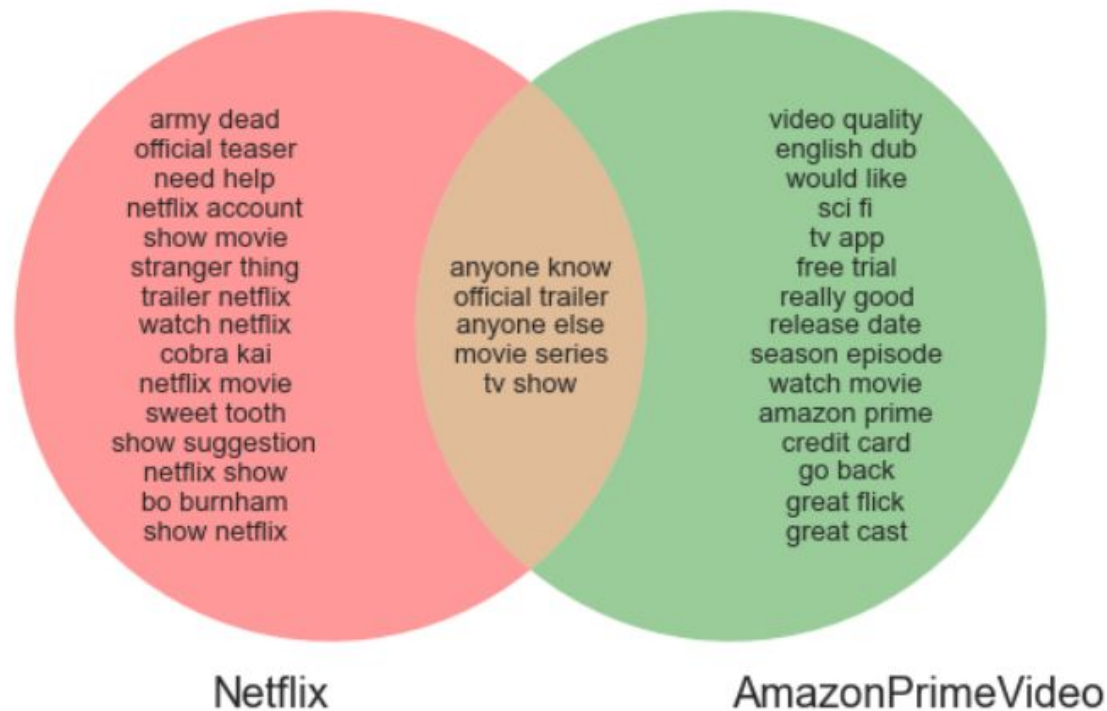 army dead
official teaser
need help
netflix account
show movie
stranger thing
trailer netflix
watch netflix
cobra kai
netflix movie
sweet tooth
show suggestion
netflix show
bo burnham
show netflix
anyone know
official trailer
anyone else
movie series
tv show
video quality
english dub
would like
sci fi
tv app
free trial
really good
release date
season episode
watch movie
amazon prime
credit card
go back
great flick
great cast
Netflix
AmazonPrimeVideo